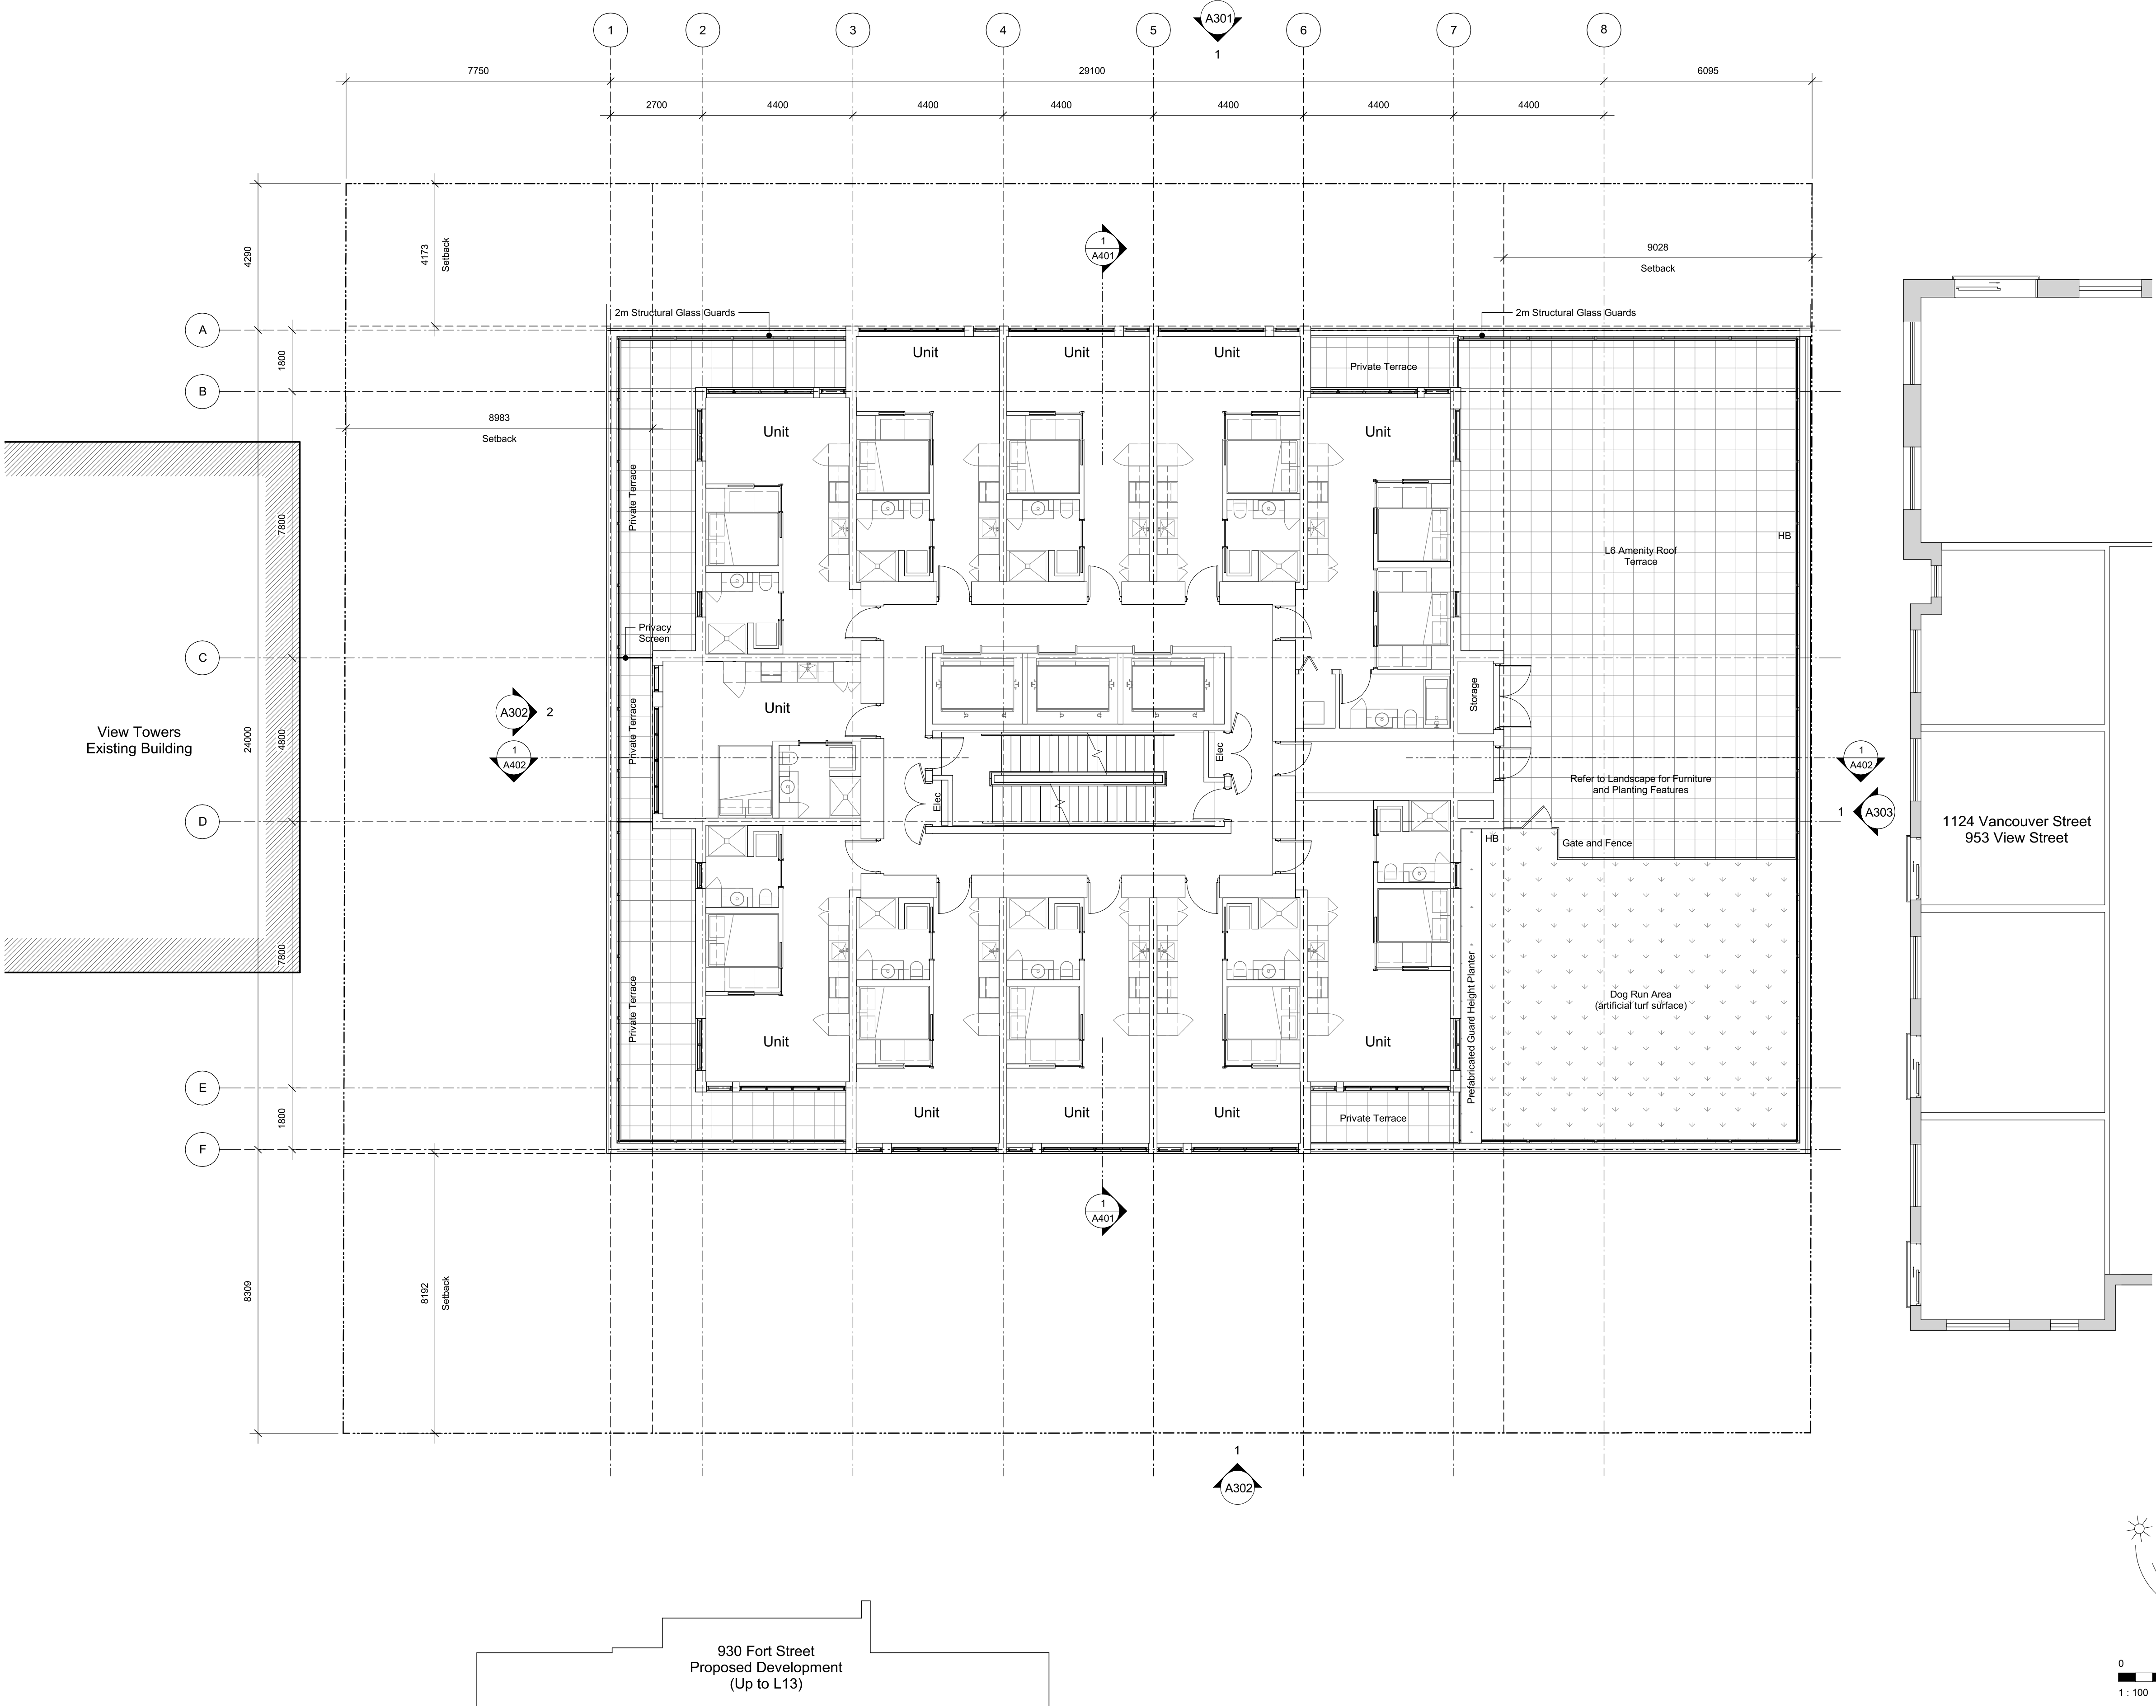 A301
1
1
2
3
4
5
6
7
8
7750
29100
6095
2700
4400
4400
4400
4400
4400
4400
4290
4173
Setback
1
A401
9028
Setback
2m Structural Glass Guards
2m Structural Glass Guards
A
1800
Unit
Unit
Unit
Private Terrace
B
8983
Setback
Unit
Unit
7800
Private Terrace
HB
L6 Amenity Roof
Terrace
Privacy
Screen
C
Storage
A302
2
Unit
View Towers
Existing Building
24000
4800
Private Terrace
1
A402
Elec
Elec
1
A402
Refer to Landscape for Furniture
and Planting Features
1
A303
D
1124 Vancouver Street
953 View Street
HB
Gate and Fence
7800
Private Terrace
Prefabricated Guard Height Planter
Dog Run Area
(artificial turf surface)
Unit
Unit
E
1800
Unit
Unit
Unit
Private Terrace
F
1
A401
8309
8192
Setback
1
A302
930 Fort Street
Proposed Development
(Up to L13)
0
1 : 100